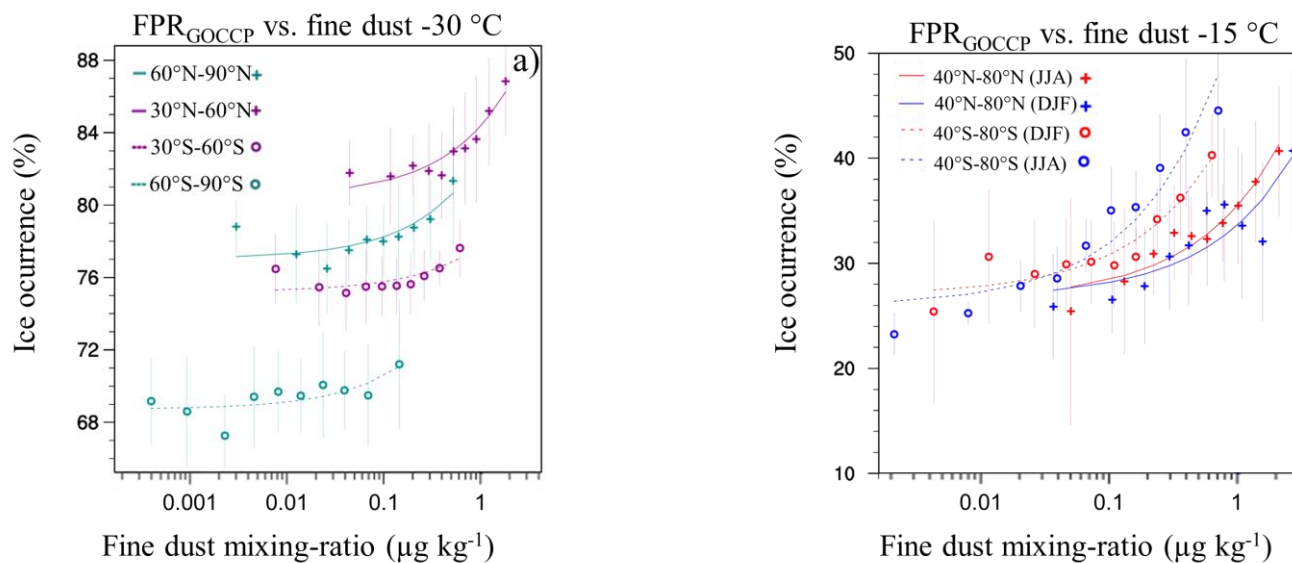 FPR_GOCCP vs. fine dust -30 °C
a)
60°N-90°N
30°N-60°N
30°S-60°S
60°S-90°S
88
84
80
76
72
68
Ice ocurrence (%)
0.001 0.01 0.1 1
Fine dust mixing-ratio (µg kg⁻¹)
FPR_GOCCP vs. fine dust -15 °C
40°N-80°N (JJA)
40°N-80°N (DJF)
40°S-80°S (DJF)
40°S-80°S (JJA)
50
40
30
20
10
Ice ocurrence (%)
0.01 0.1 1
Fine dust mixing-ratio (µg kg⁻¹)